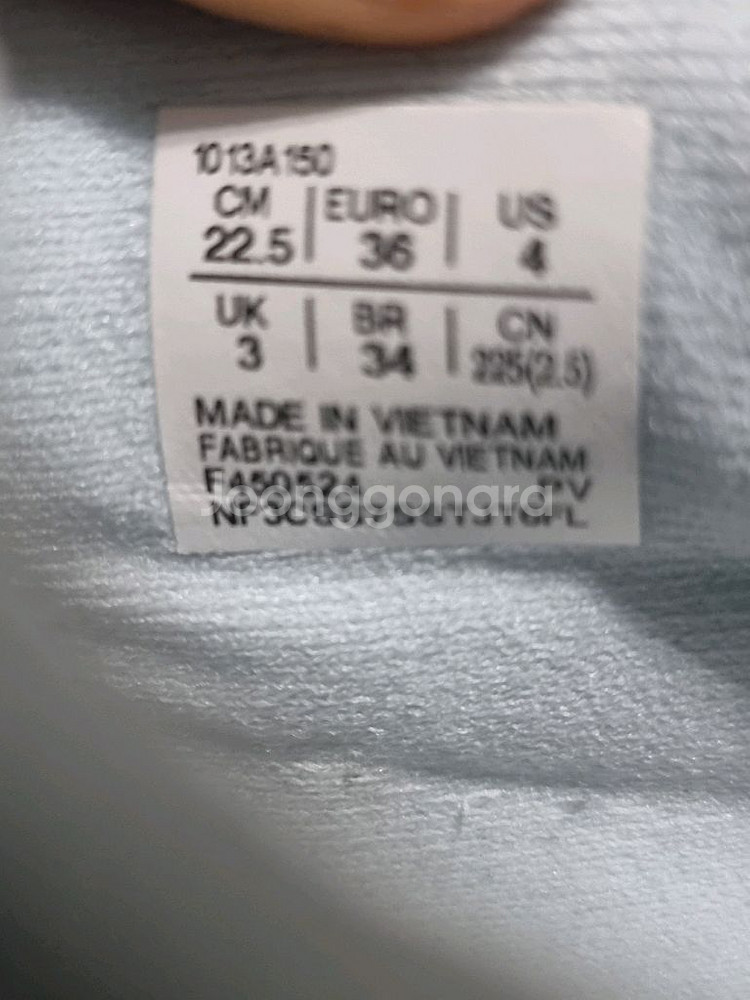 1013A150
CM | EURO | US
22.5 | 36 | 4
UK | BR | CN
3 | 34 | 225(2.5)
MADE IN VIETNAM
FABRIQUE AU VIETNAM
Joonggonara